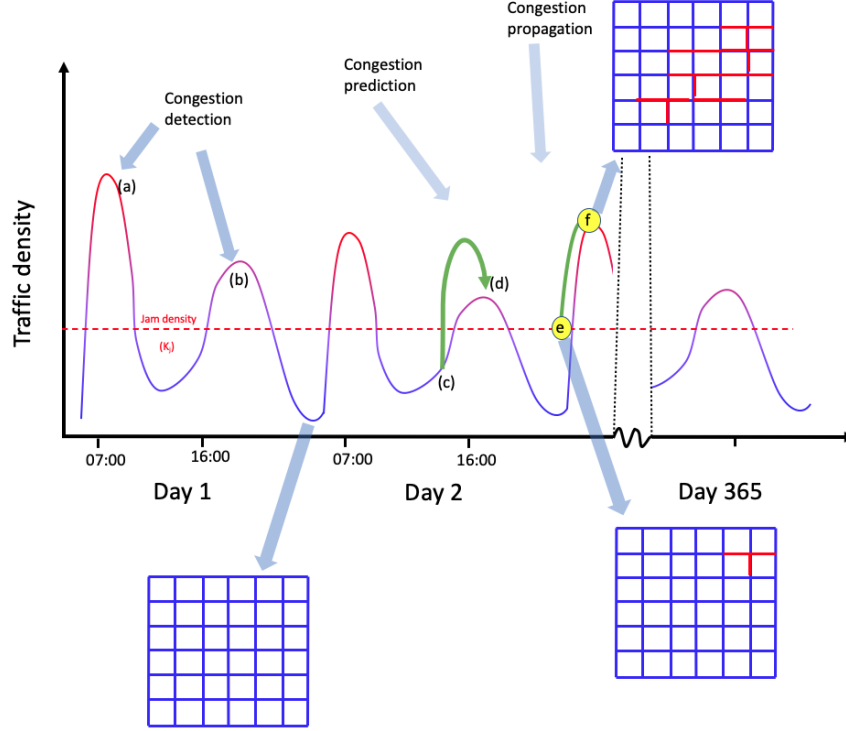 Congestion
propagation
Congestion
prediction
Congestion
detection
(a)
(b)
(c)
(d)
e
f
Traffic density
Jam density
(Kj)
07:00
16:00
07:00
16:00
Day 1
Day 2
Day 365